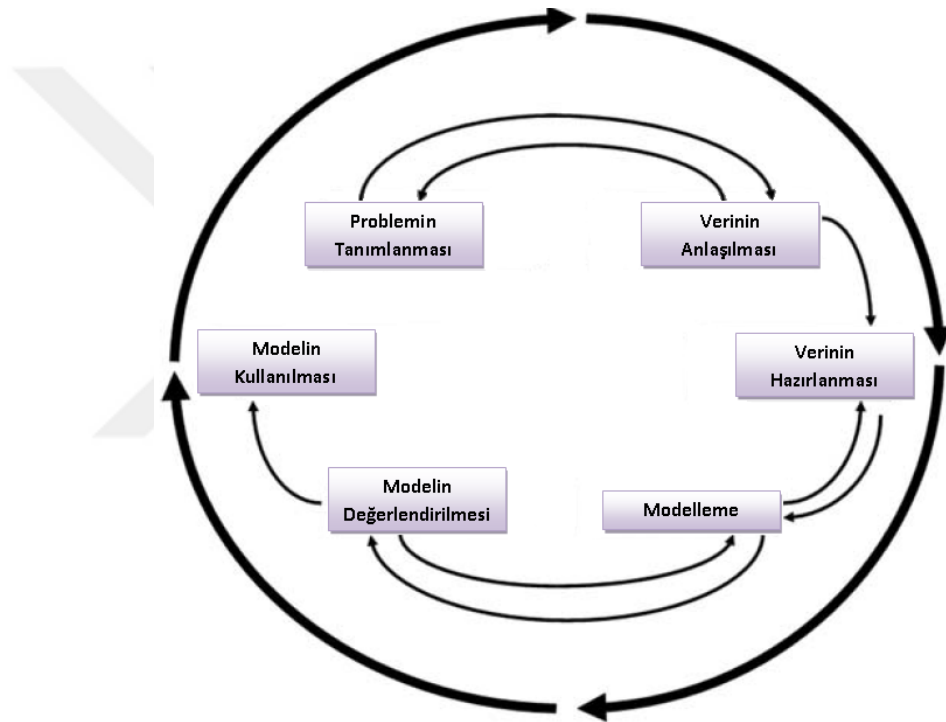 Problemin
Tanımlanması
Verinin
Anlaşılması
Modelin
Kullanılması
Verinin
Hazırlanması
Modelin
Değerlendirilmesi
Modelleme